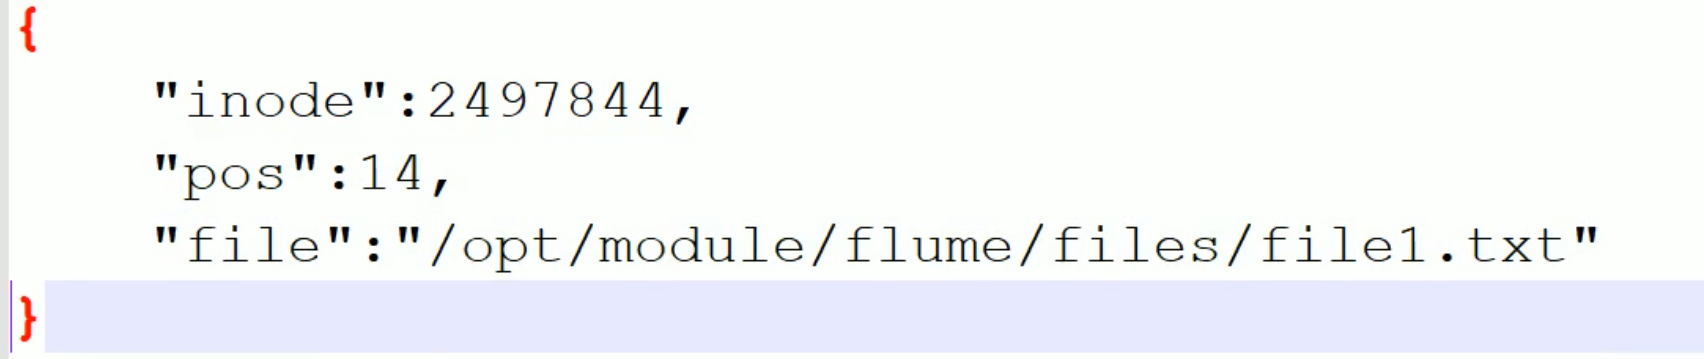 {
"inode":2497844,
"pos":14,
"file":"/opt/module/flume/files/file1.txt"
}